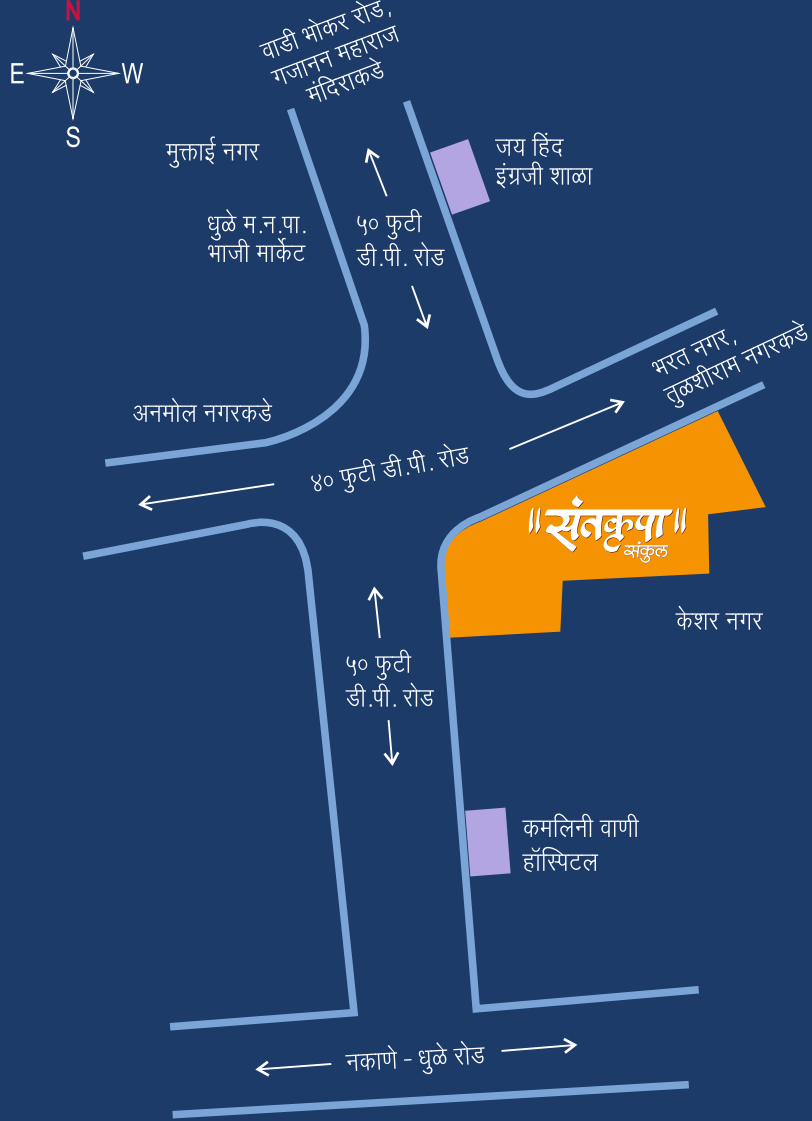 N
E
W
S
वाडी भोकर रोड,
गजानन महाराज
मंदिराकडे
मुक्ताई नगर
जय हिंद
इंग्रजी शाळा
धुळे म.न.पा.
भाजी मार्केट
५० फुटी
डी.पी. रोड
भरत नगर,
तुळशीराम नगरकडे
अनमोल नगरकडे
४० फुटी डी.पी. रोड
॥ संतकृपा ॥
संकुल
केशर नगर
५० फुटी
डी.पी. रोड
कमलिनी वाणी
हॉस्पिटल
नकाणे - धुळे रोड